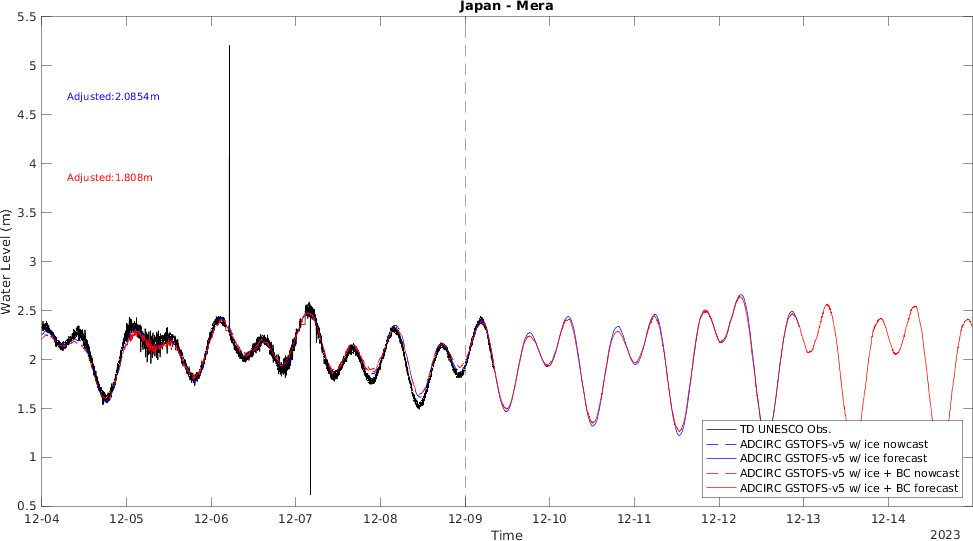 Japan - Mera
5.5
5
4.5
4
3.5
3
2.5
2
1.5
1
0.5
Water Level (m)
Adjusted:2.0854m
Adjusted:1.808m
TD UNESCO Obs.
ADCIRC GSTOFS-v5 w/ ice nowcast
ADCIRC GSTOFS-v5 w/ ice forecast
ADCIRC GSTOFS-v5 w/ ice + BC nowcast
ADCIRC GSTOFS-v5 w/ ice + BC forecast
12-04 12-05 12-06 12-07 12-08 12-09 12-10 12-11 12-12 12-13 12-14
Time
2023